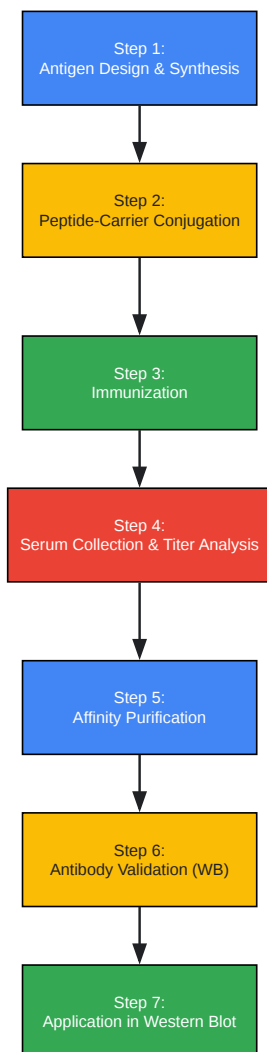 Step 1:
Antigen Design & Synthesis
Step 2:
Peptide-Carrier Conjugation
Step 3:
Immunization
Step 4:
Serum Collection & Titer Analysis
Step 5:
Affinity Purification
Step 6:
Antibody Validation (WB)
Step 7:
Application in Western Blot